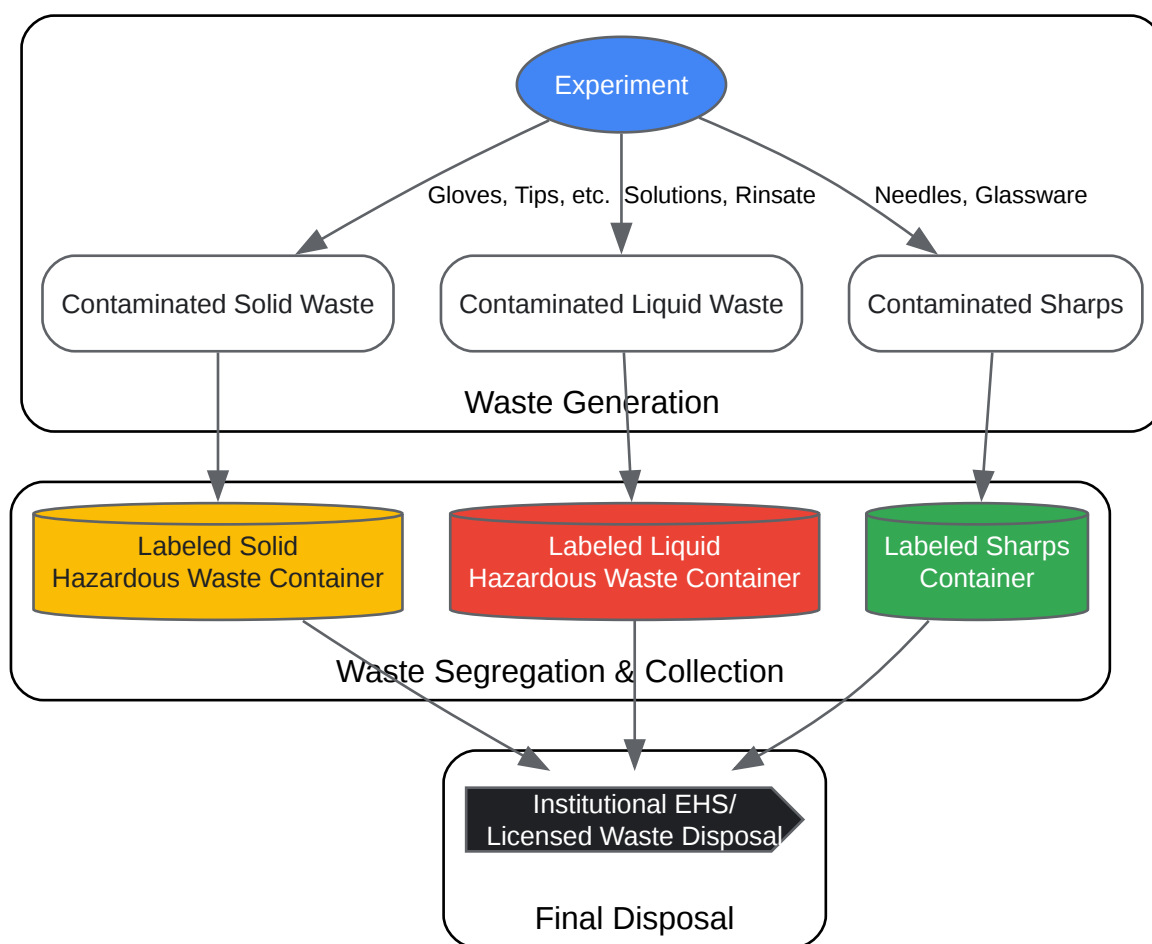 Experiment
Gloves, Tips, etc.
Solutions, Rinsate
Needles, Glassware
Contaminated Solid Waste
Contaminated Liquid Waste
Contaminated Sharps
Waste Generation
Labeled Solid
Hazardous Waste Container
Labeled Liquid
Hazardous Waste Container
Labeled Sharps
Container
Waste Segregation & Collection
Institutional EHS/
Licensed Waste Disposal
Final Disposal